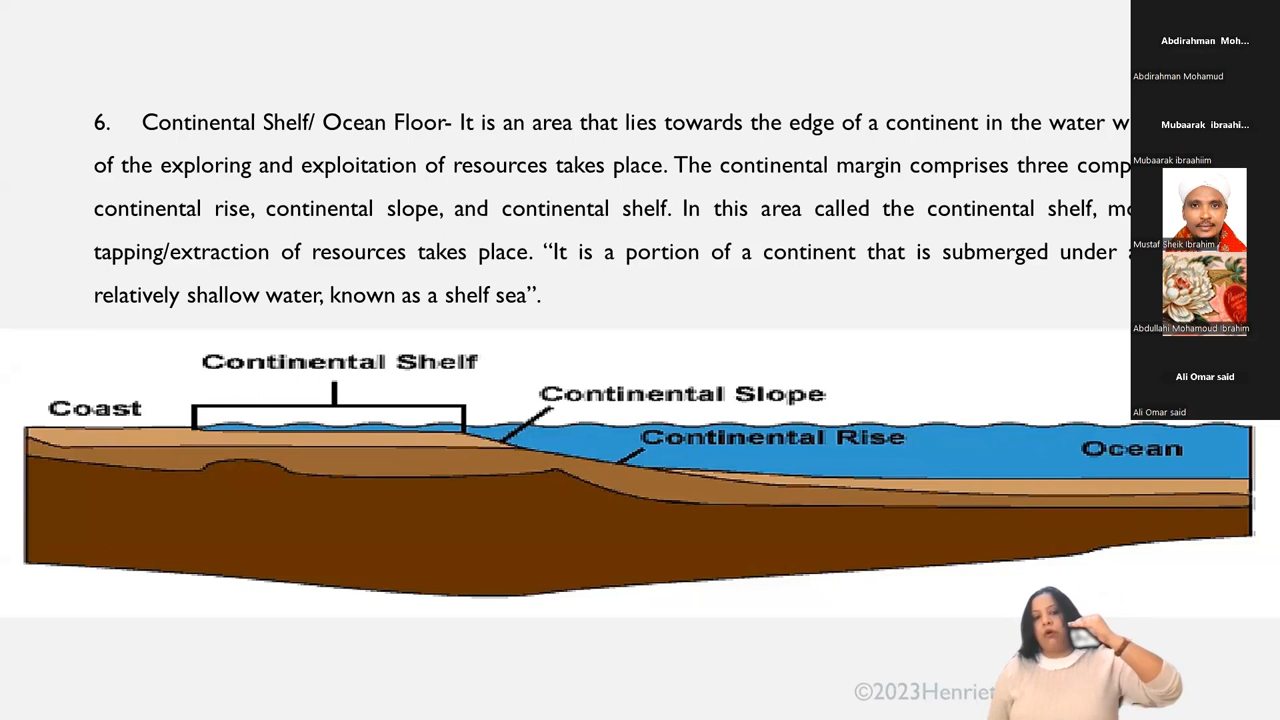 6. Continental Shelf/ Ocean Floor- It is an area that lies towards the edge of a continent in the water
of the exploring and exploitation of resources takes place. The continental margin comprises three
continental rise, continental slope, and continental shelf. In this area called the continental shelf,
tapping/extraction of resources takes place. “It is a portion of a continent that is submerged under
relatively shallow water, known as a shelf sea”.
Continental Shelf
Continental Slope
Coast
Continental Rise
Ocean
©2023Henriet
Abdirahman Moh...
Abdirahman Mohamud
Mubaarak ibraahi...
Mubaarak ibraahiim
Mustaf Sheik Ibrahim
Abdullahi Mohamoud Ibrahim
Ali Omar said
Ali Omar said